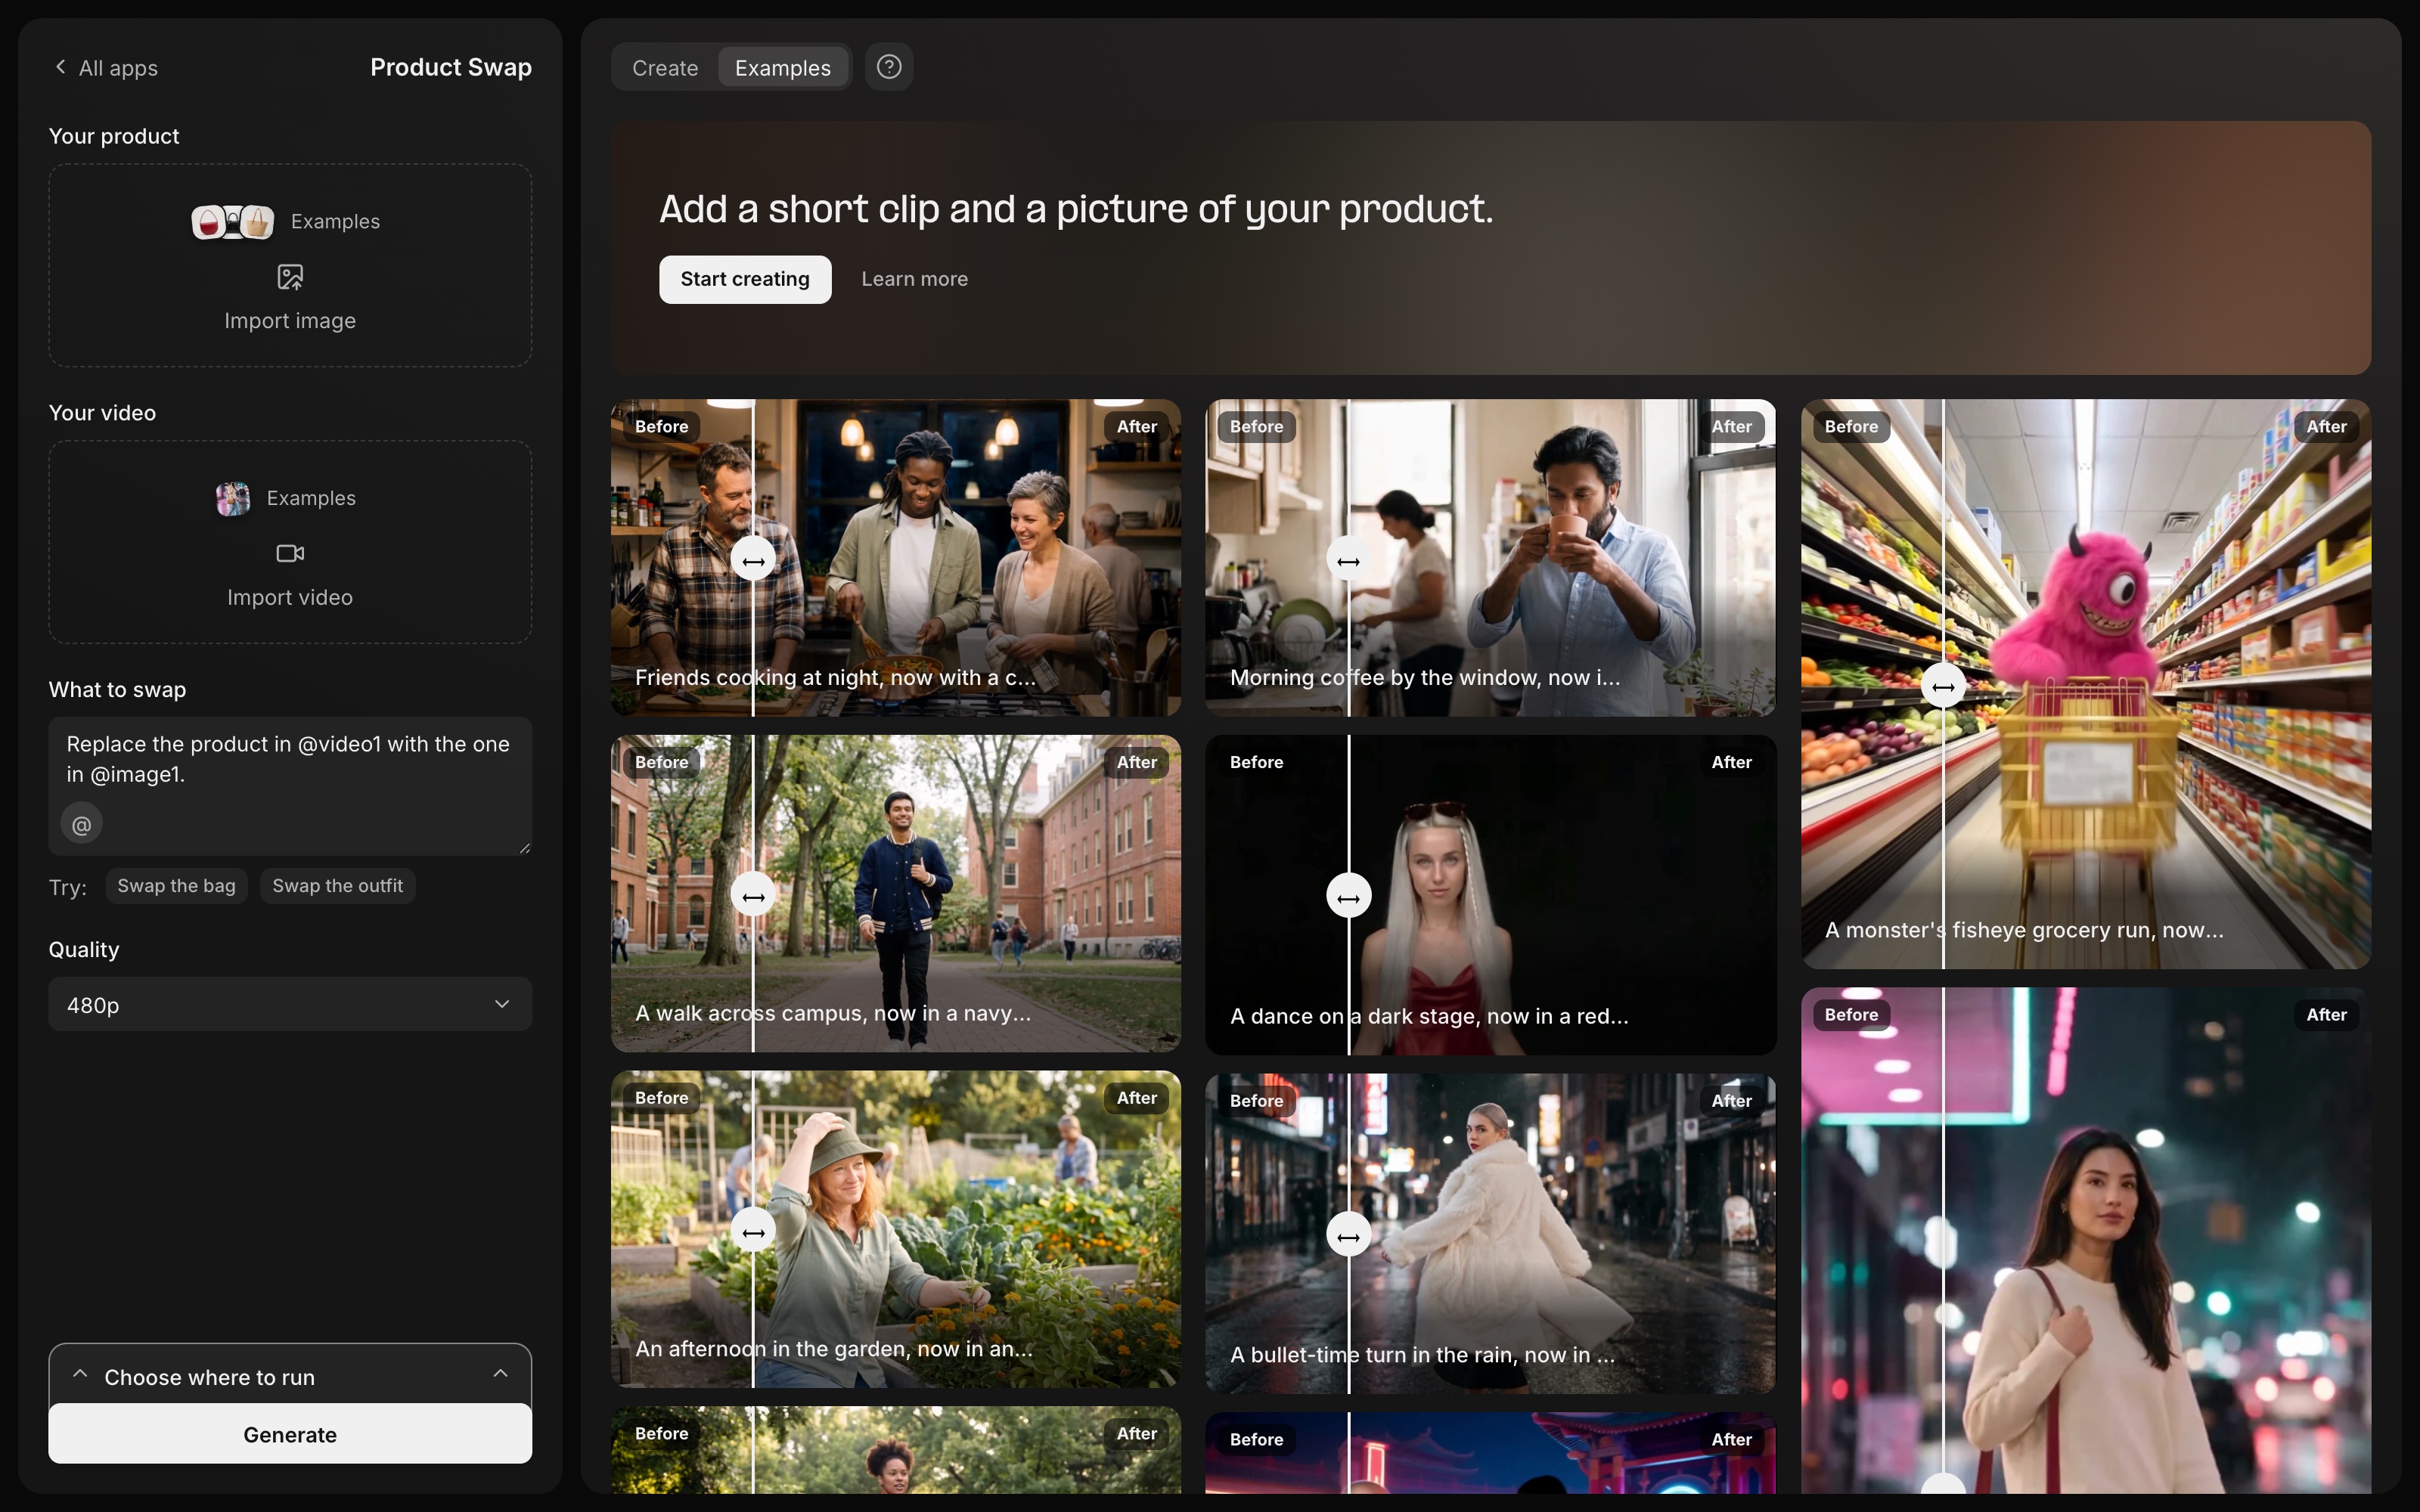 All apps
Product Swap
Your product
Examples
Import image
Your video
Examples
Import video
What to swap
Replace the product in @video1 with the one
in @image1.
@
Try:
Swap the bag
Swap the outfit
Quality
480p
Choose where to run
Generate
Create
Examples
Add a short clip and a picture of your product.
Start creating
Learn more
Before
After
Friends cooking at night, now with a c...
Before
After
Morning coffee by the window, now i...
Before
After
A monster's fisheye grocery run, now...
Before
After
A walk across campus, now in a navy...
Before
After
A dance on a dark stage, now in a red...
Before
After
Before
After
An afternoon in the garden, now in an...
Before
After
A bullet-time turn in the rain, now in ...
Before
After
Before
After